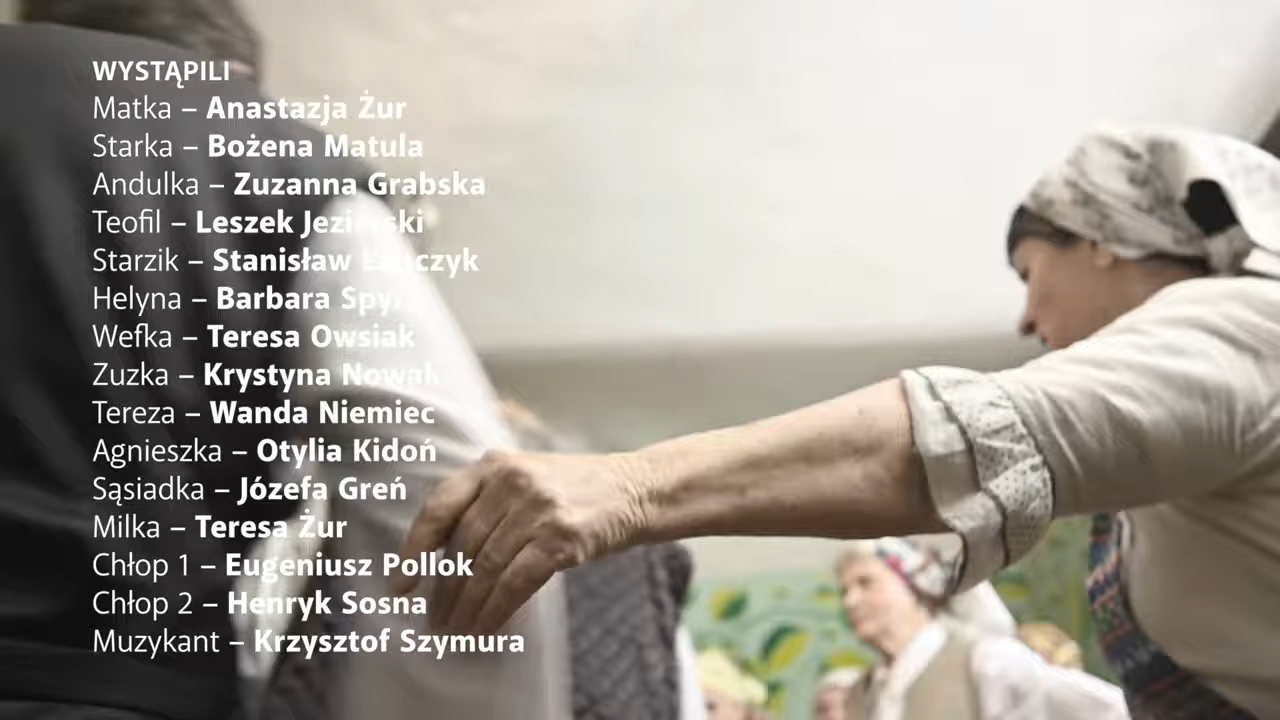 WYSTĄPILI
Matka – Anastazja Żur
Starka – Bożena Matula
Andulka – Zuzanna Grabska
Teofil – Leszek
Starzik – Stanisław
Helyna – Barbara
Wefka – Teresa Owsiak
Zuzka – Krystyna Nowak
Tereza – Wanda Niemiec
Agnieszka – Otylia Kidoń
Sąsiadka – Józefa Greń
Milka – Teresa Żur
Chłop 1 – Eugeniusz Pollok
Chłop 2 – Henryk Sosna
Muzykant – Krzysztof Szymura